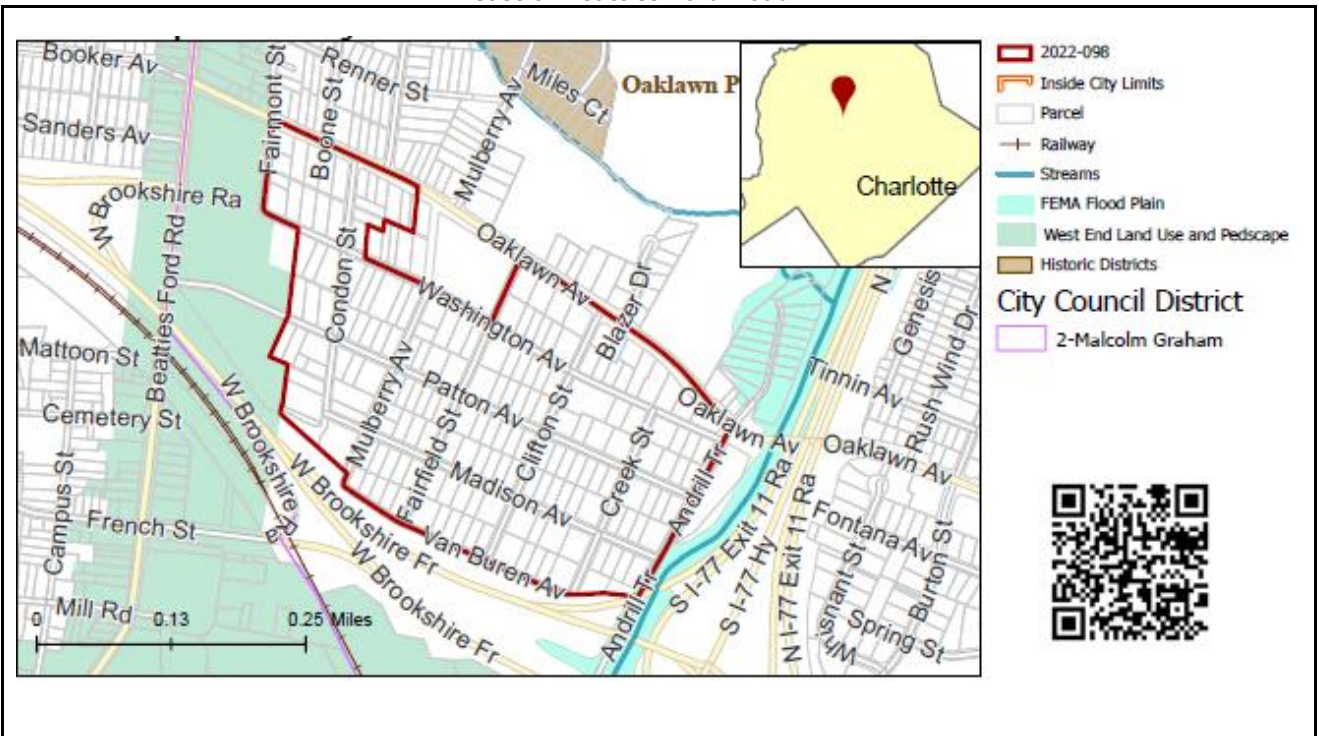 Booker Av
Sanders Av
W Brookshire Ra
Fairmont St
Boone St
Renner St
Mulberry Av
Miles Ct
Oaklawn P
Charlotte
Beatties Ford Rd
Condon St
Oaklawn Av
Washington Av
Blazer Dr
N
Genesis
Rush Wind Dr
Tinnin Av
Mattoon St
Cemetery St
W Brookshire
Ra
Mulberry Av
Patton Av
Fairfield St
Clifton St
Creek St
Oaklawn Av
Oaklawn Av
Andrill Tr
Madison Av
W Brookshire Fr
Van Buren Av
Campus St
French St
W Brookshire Fr
Andrill Tr
S I-77 Exit 11 Ra
S I-77 Hy
N I-77 Exit 11 Ra
Fontana Av
Whisnant St
Burton St
Spring St
Mill Rd
0 0.13 0.25 Miles
2022-098
Inside City Limits
Parcel
Railway
Streams
FEMA Flood Plain
West End Land Use and Pedscape
Historic Districts
City Council District
2-Malcolm Graham